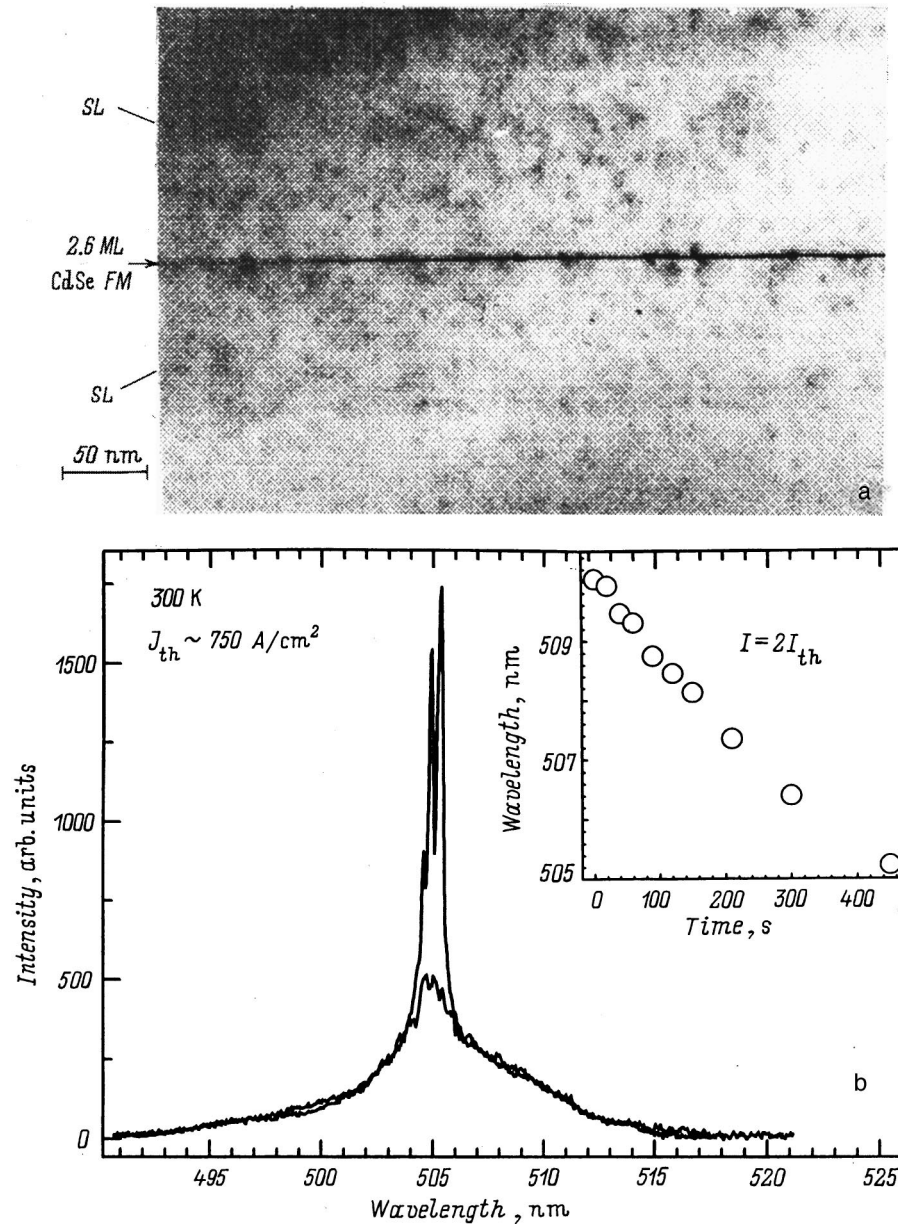 SL
2.6 ML
CdSe FM
SL
50 nm
a
300 K
J_th ~ 750 A/cm²
Intensity, arb. units
1500
1000
500
0
495
500
505
510
515
520
525
Wavelength, nm
I=2I_th
Wavelength, nm
509
507
505
0
100
200
300
400
Time, s
b